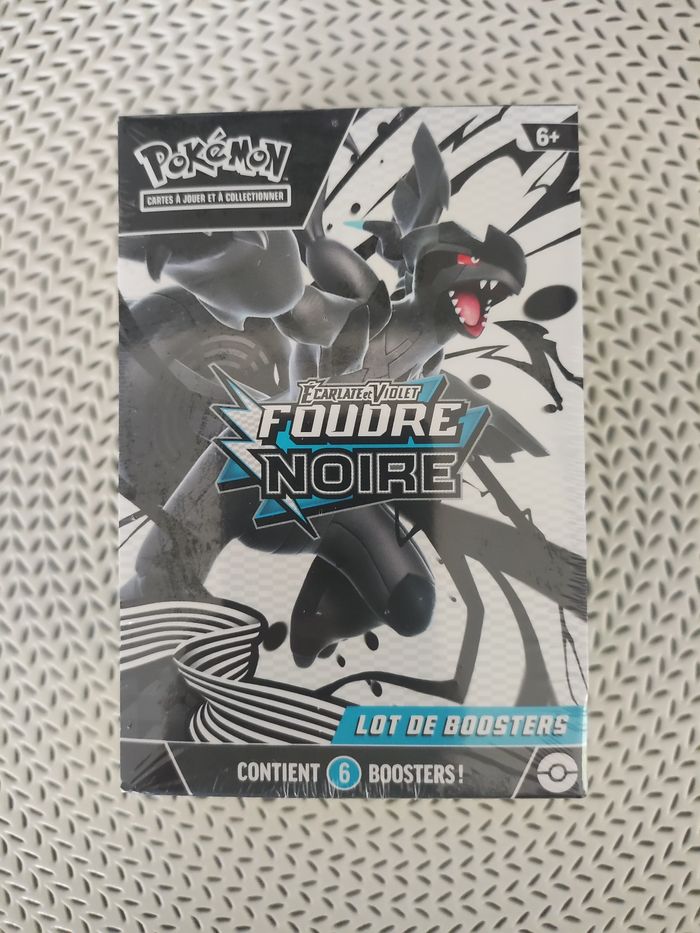 POKéMON
CARTES À JOUER ET À COLLECTIONNER
6+
ÉCARLATE et VIOLET
FOUDRE
NOIRE
LOT DE BOOSTERS
CONTIENT 6 BOOSTERS !